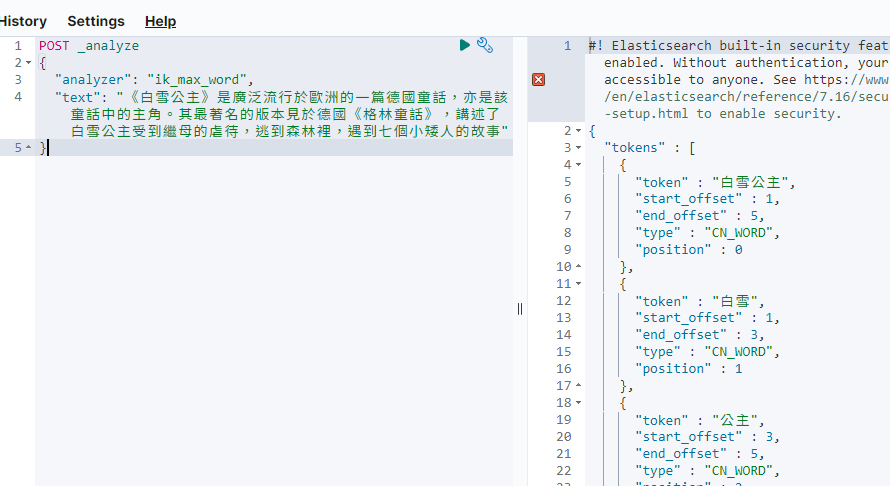 History Settings Help
1 POST _analyze
2 {
3 "analyzer": "ik_max_word",
4 "text": "《白雪公主》是廣泛流行於歐洲的一篇德國童話，亦是該
童話中的主角。其最著名的版本見於德國《格林童話》，講述了
白雪公主受到繼母的虐待，逃到森林裡，遇到七個小矮人的故事"
5 }
1 #! Elasticsearch built-in security feat
enabled. Without authentication, your
accessible to anyone. See https://www
/en/elasticsearch/reference/7.16/secu
-setup.html to enable security.
2 {
3 "tokens" : [
4 {
5 "token" : "白雪公主",
6 "start_offset" : 1,
7 "end_offset" : 5,
8 "type" : "CN_WORD",
9 "position" : 0
10 },
11 {
12 "token" : "白雪",
13 "start_offset" : 1,
14 "end_offset" : 3,
15 "type" : "CN_WORD",
16 "position" : 1
17 },
18 {
19 "token" : "公主",
20 "start_offset" : 3,
21 "end_offset" : 5,
22 "type" : "CN_WORD",